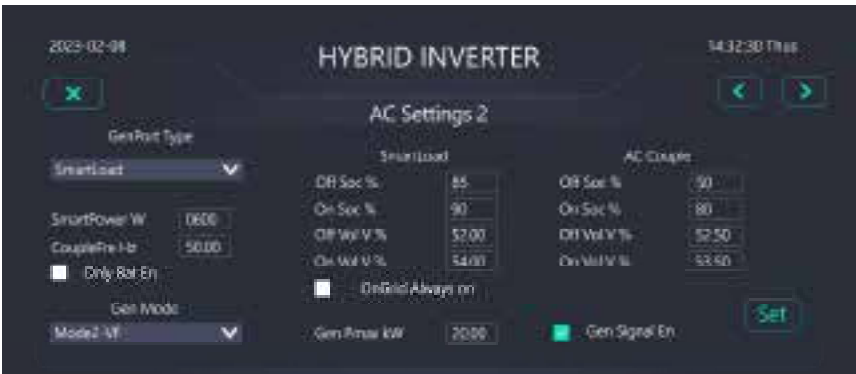 2023-02-08
HYBRID INVERTER
14:32:30 Thus
AC Settings 2
GenPort Type
SmartLoad
SmartLoad
AC Couple
Off Soc % 85
Off Soc % 50
On Soc % 90
On Soc % 80
SmartPower W 0600
Off Vol V % 52.00
Off Vol V % 52.50
CoupleFre Hz 50.00
On Vol V % 54.00
On Vol V % 53.50
Only Bat En
OnGrid Always on
Gen Mode
Mode2-VF
Gen Pmax kW 20.00
Gen Signal En
Set